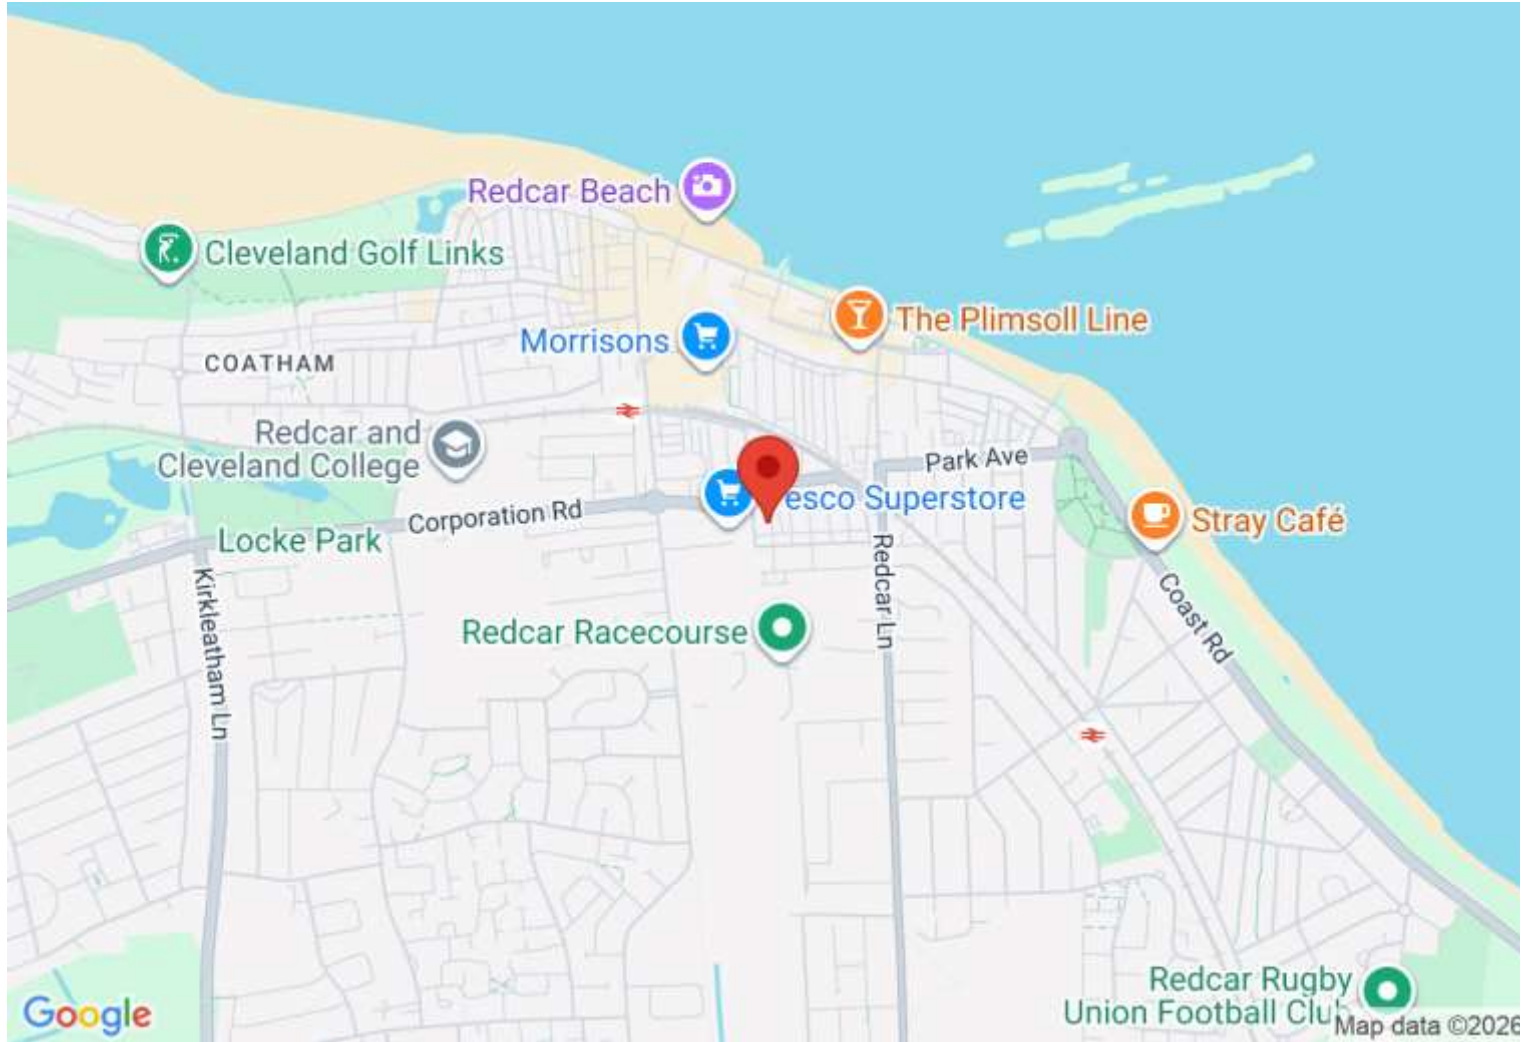 Redcar Beach
Cleveland Golf Links
The Plimsoll Line
Morrisons
COATHAM
Redcar and
Cleveland College
Park Ave
esco Superstore
Corporation Rd
Stray Café
Locke Park
Redcar Ln
Kirkleatham Ln
Coast Rd
Redcar Racecourse
Redcar Rugby
Union Football Club
Google
Map data ©2026